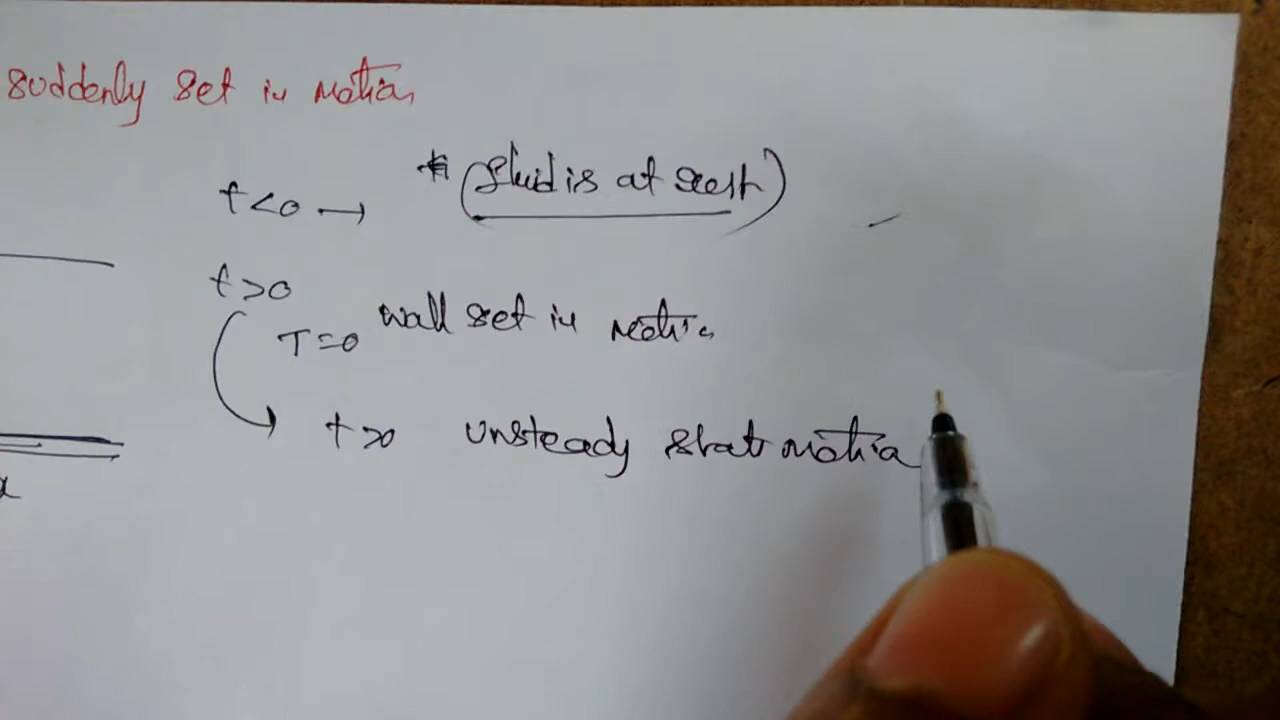 suddenly set in motion
t<0 → * (fluid is at rest)
t>0
T=0 wall set in motion
t>0 unsteady state motion
x